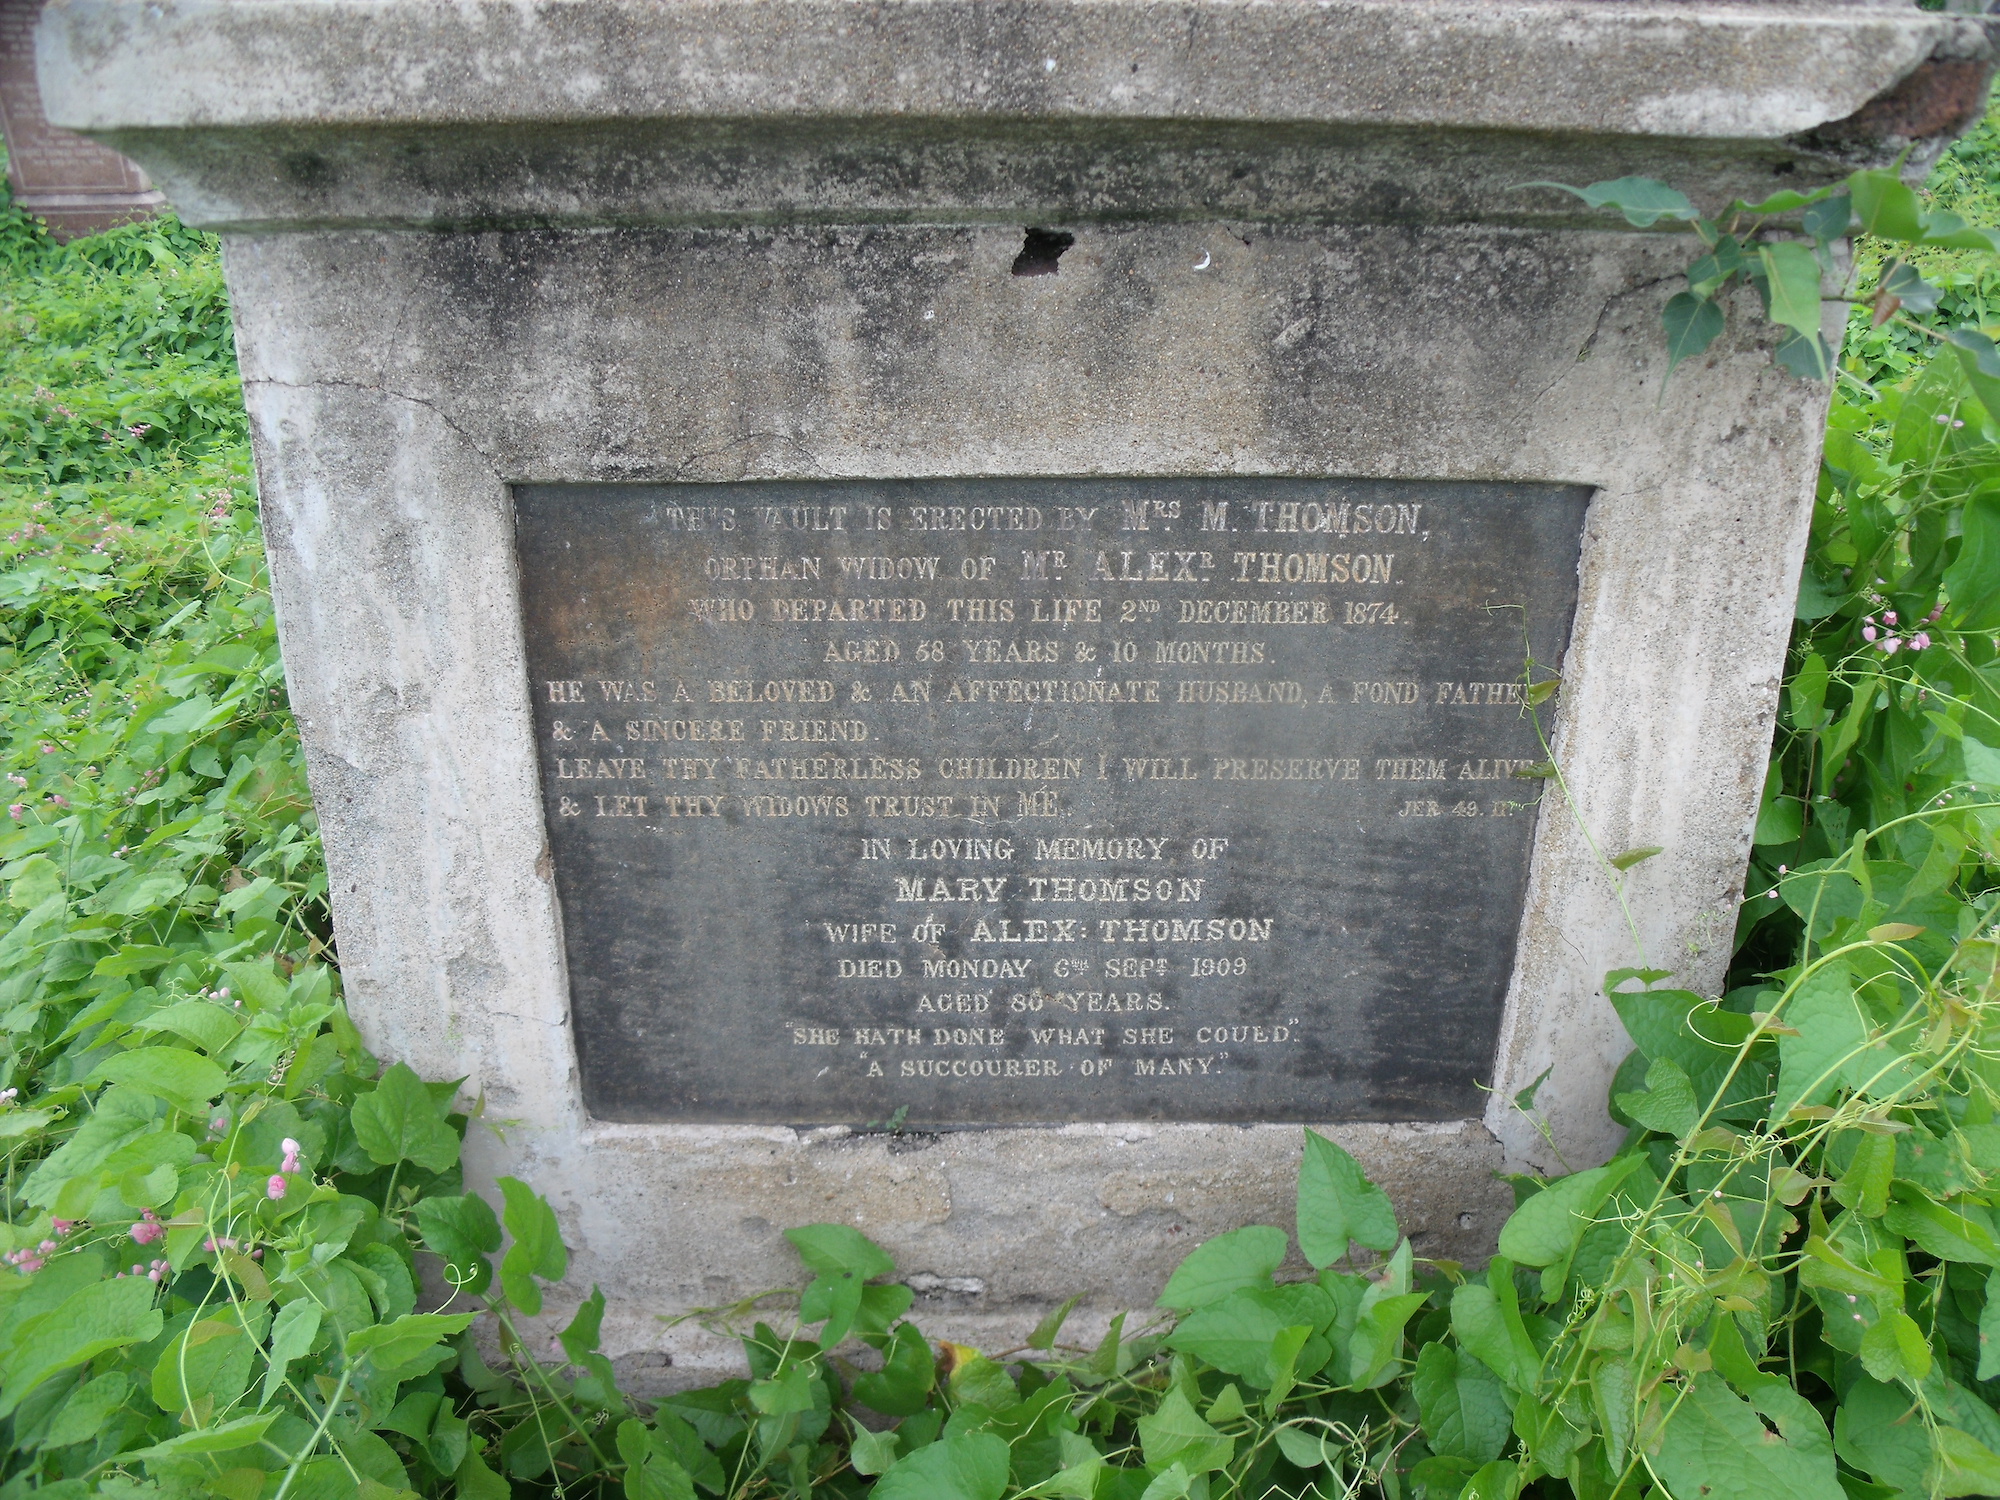 THIS VAULT IS ERECTED BY MRS M. THOMSON,
ORPHAN WIDOW OF MR ALEXR THOMSON.
WHO DEPARTED THIS LIFE 2ND DECEMBER 1874.
AGED 58 YEARS & 10 MONTHS.
HE WAS A BELOVED & AN AFFECTIONATE HUSBAND, A FOND FATHER
& A SINCERE FRIEND.
LEAVE THY FATHERLESS CHILDREN I WILL PRESERVE THEM ALIVE
& LET THY WIDOWS TRUST IN ME. JER 49. 11.
IN LOVING MEMORY OF
MARY THOMSON
WIFE OF ALEX: THOMSON
DIED MONDAY 6TH SEPT 1909
AGED 80 YEARS.
"SHE HATH DONE WHAT SHE COULD."
"A SUCCOURER OF MANY."